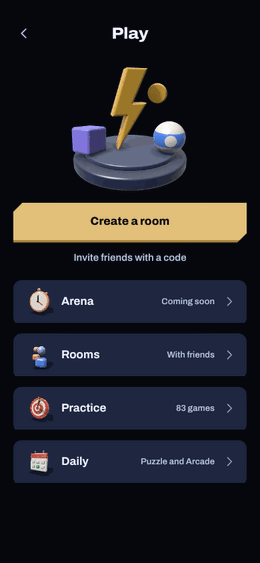 Play
Create a room
Invite friends with a code
Arena
Coming soon
Rooms
With friends
Practice
83 games
Daily
Puzzle and Arcade